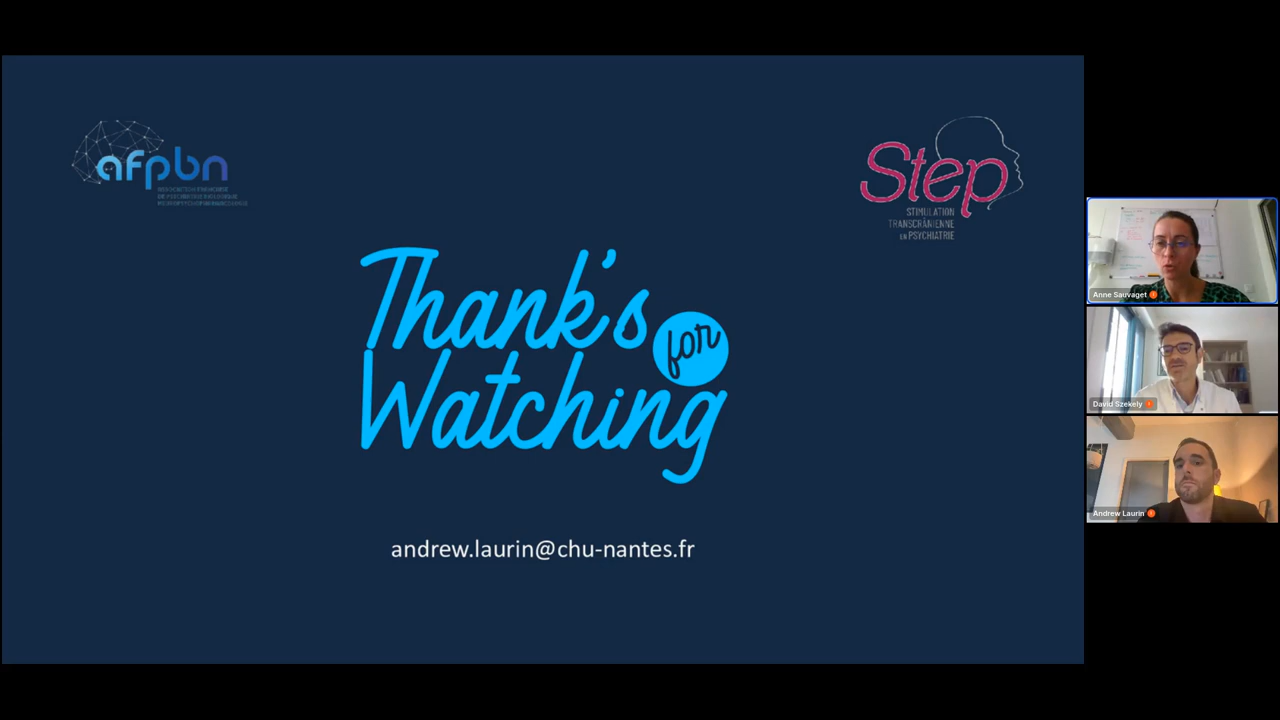 afpbn
Step
STIMULATION
TRANSCRÂNIENNE
EN PSYCHIATRIE
Thank's
for
Watching
andrew.laurin@chu-nantes.fr
Anne Sauvaget
David Szekely
Andrew Laurin